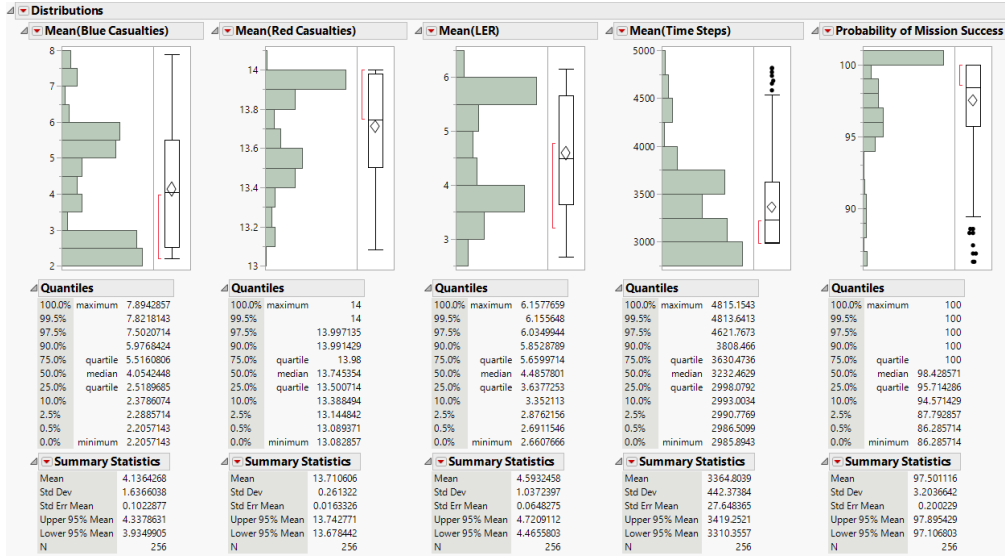 Distributions
Mean(Blue Casualties)
8
7
6
5
4
3
2
Quantiles
100.0% maximum 7.8942857
99.5% 7.8218143
97.5% 7.5020714
90.0% 5.9768424
75.0% quartile 5.5160806
50.0% median 4.0542448
25.0% quartile 2.5189685
10.0% 2.3786074
2.5% 2.2885714
0.5% 2.2057143
0.0% minimum 2.2057143
Summary Statistics
Mean 4.1364268
Std Dev 1.6366038
Std Err Mean 0.1022877
Upper 95% Mean 4.3378631
Lower 95% Mean 3.9349905
N 256
Mean(Red Casualties)
14
13.8
13.6
13.4
13.2
13
Quantiles
100.0% maximum 14
99.5% 14
97.5% 13.997135
90.0% 13.991429
75.0% quartile 13.98
50.0% median 13.745354
25.0% quartile 13.500714
10.0% 13.388494
2.5% 13.144842
0.5% 13.089371
0.0% minimum 13.082857
Summary Statistics
Mean 13.710606
Std Dev 0.261322
Std Err Mean 0.0163326
Upper 95% Mean 13.742771
Lower 95% Mean 13.678442
N 256
Mean(LER)
6
5
4
3
Quantiles
100.0% maximum 6.1577659
99.5% 6.155648
97.5% 6.0349944
90.0% 5.8528789
75.0% quartile 5.6599714
50.0% median 4.4857801
25.0% quartile 3.6377253
10.0% 3.352113
2.5% 2.8762156
0.5% 2.6911546
0.0% minimum 2.6607666
Summary Statistics
Mean 4.5932458
Std Dev 1.0372397
Std Err Mean 0.0648275
Upper 95% Mean 4.7209112
Lower 95% Mean 4.4655803
N 256
Mean(Time Steps)
5000
4500
4000
3500
3000
Quantiles
100.0% maximum 4815.1543
99.5% 4813.6413
97.5% 4621.7673
90.0% 3808.466
75.0% quartile 3630.4736
50.0% median 3232.4629
25.0% quartile 2998.0792
10.0% 2993.0034
2.5% 2990.7769
0.5% 2986.5099
0.0% minimum 2985.8943
Summary Statistics
Mean 3364.8039
Std Dev 442.37384
Std Err Mean 27.648365
Upper 95% Mean 3419.2521
Lower 95% Mean 3310.3557
N 256
Probability of Mission Success
100
95
90
Quantiles
100.0% maximum 100
99.5% 100
97.5% 100
90.0% 100
75.0% quartile 100
50.0% median 98.428571
25.0% quartile 95.714286
10.0% 94.571429
2.5% 87.792857
0.5% 86.285714
0.0% minimum 86.285714
Summary Statistics
Mean 97.501116
Std Dev 3.2036642
Std Err Mean 0.200229
Upper 95% Mean 97.895429
Lower 95% Mean 97.106803
N 256